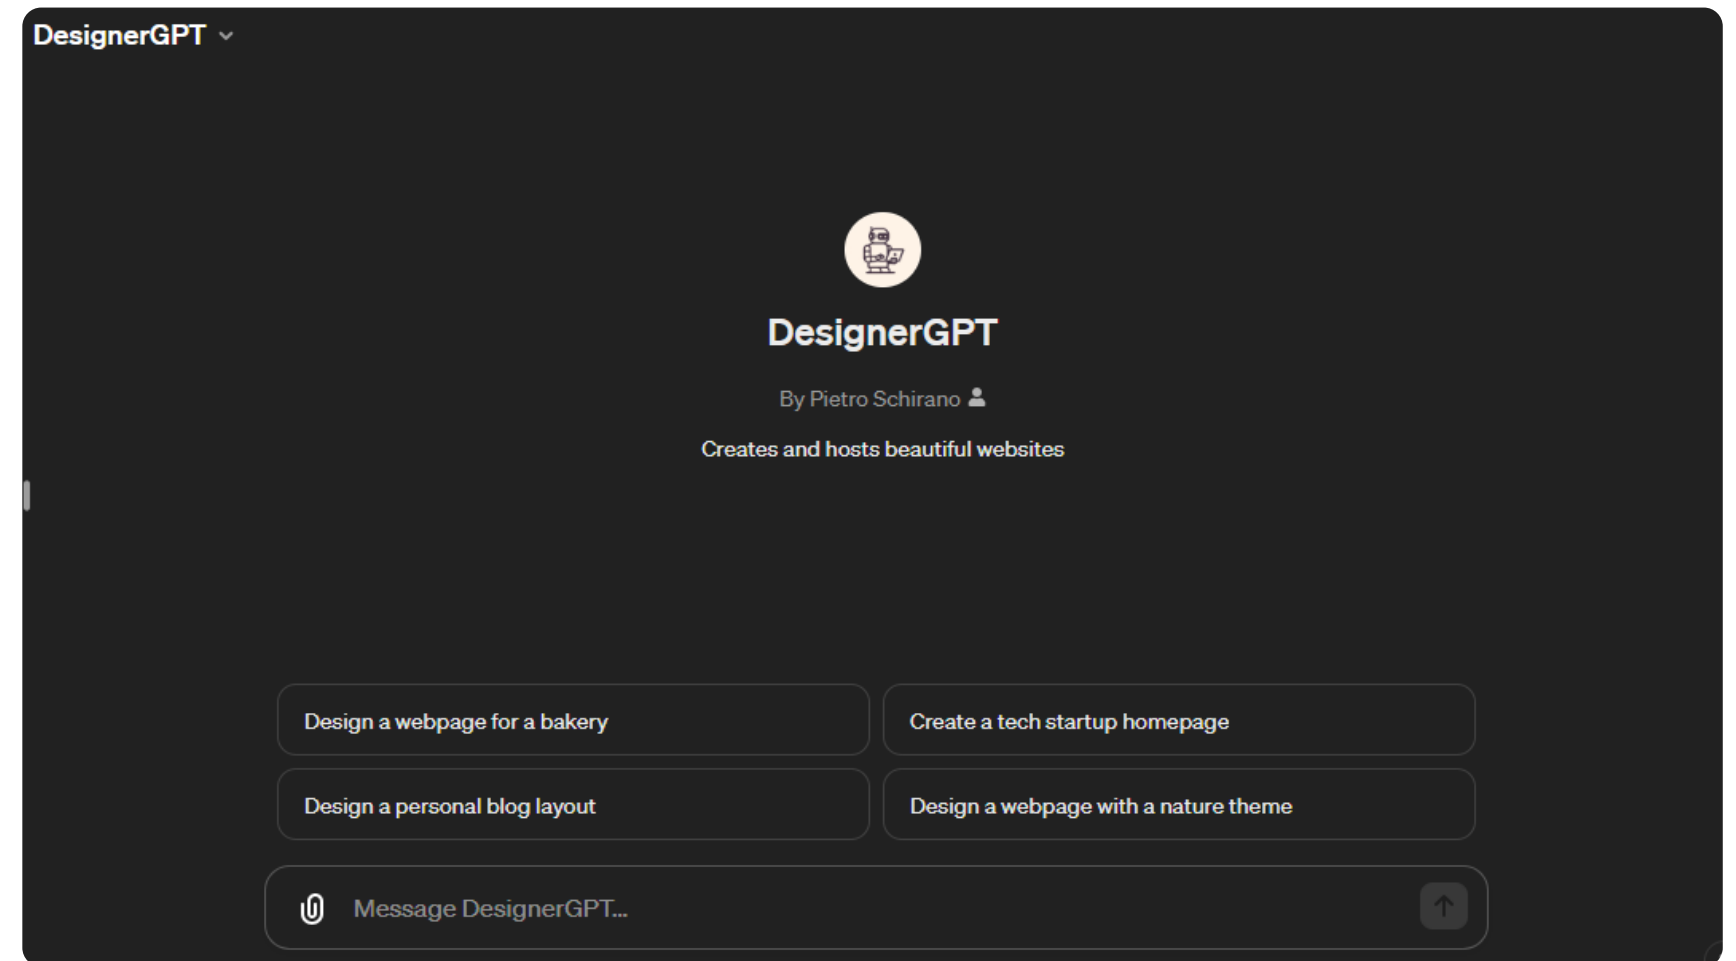 DesignerGPT
DesignerGPT
By Pietro Schirano
Creates and hosts beautiful websites
Design a webpage for a bakery
Create a tech startup homepage
Design a personal blog layout
Design a webpage with a nature theme
Message DesignerGPT...